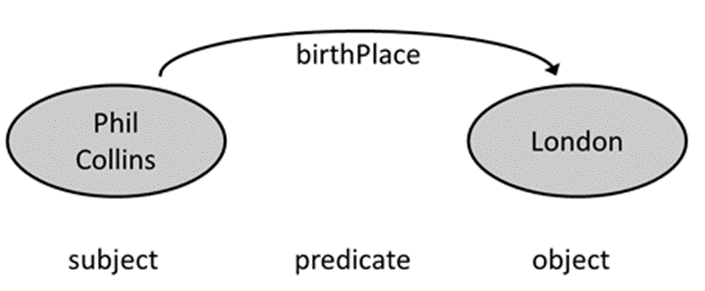 birthPlace
Phil
Collins
London
subject
predicate
object